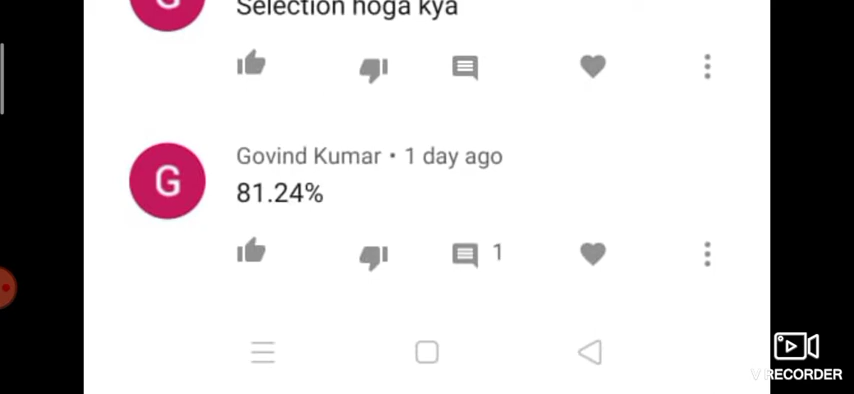 G
Selection hoga kya
Govind Kumar • 1 day ago
G
81.24%
1
V RECORDER